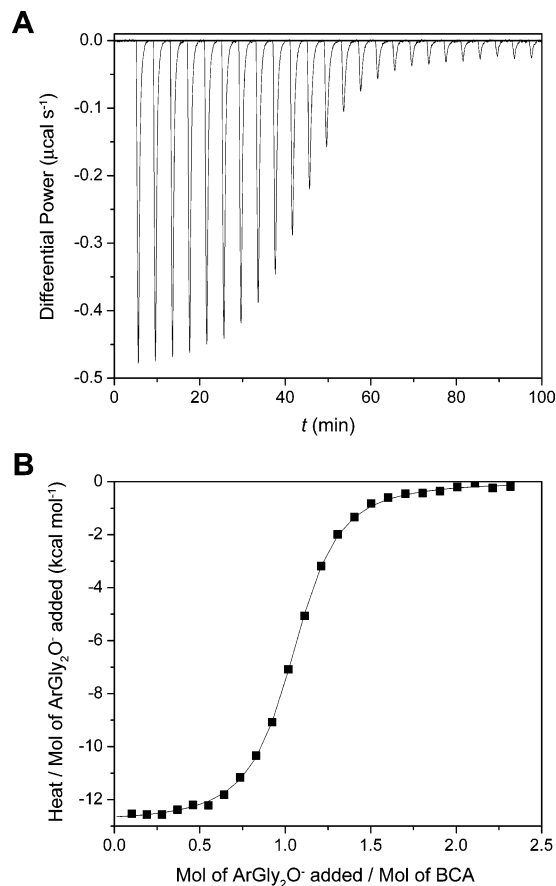 A
0.0
-0.1
-0.2
-0.3
-0.4
-0.5
Differential Power (μcal s⁻¹)
0 20 40 60 80 100
t (min)
B
0
-2
-4
-6
-8
-10
-12
Heat / Mol of ArGly₂O⁻ added (kcal mol⁻¹)
0.0 0.5 1.0 1.5 2.0 2.5
Mol of ArGly₂O⁻ added / Mol of BCA